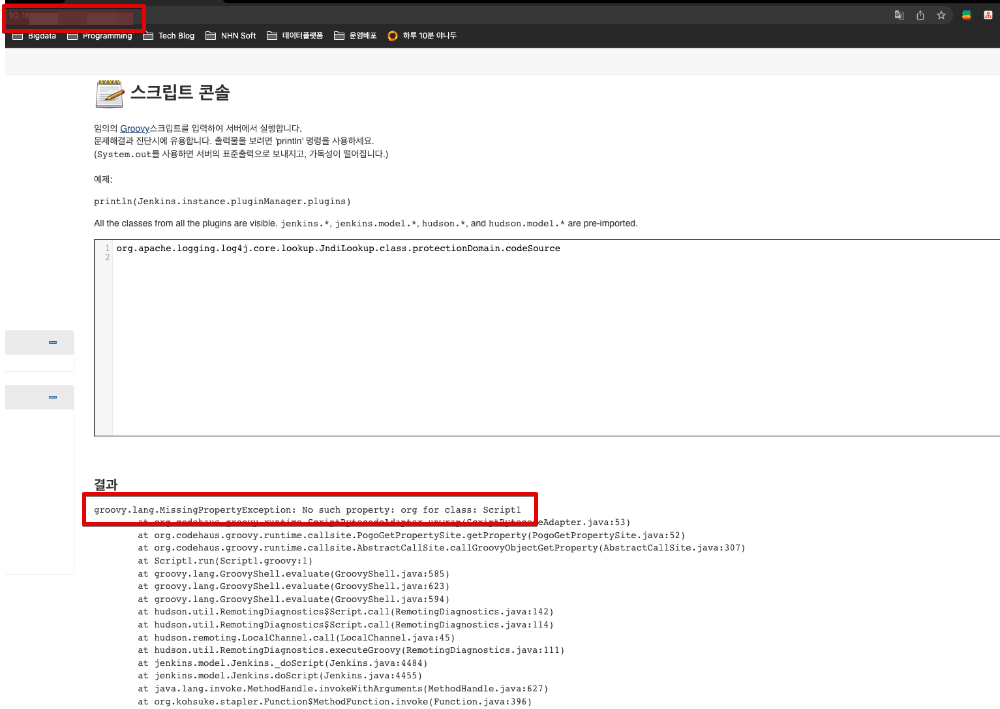 Bigdata Programming Tech Blog NHN Soft 데이터플랫폼 운영배포 하루 10분 야나두
스크립트 콘솔
임의의 Groovy스크립트를 입력하여 서버에서 실행합니다.
문제해결과 진단시에 유용합니다. 출력물을 보려면 'println' 명령을 사용하세요.
(System.out를 사용하면 서버의 표준출력으로 보내지고, 가독성이 떨어집니다.)
예제:
println(Jenkins.instance.pluginManager.plugins)
All the classes from all the plugins are visible. jenkins.*, jenkins.model.*, hudson.*, and hudson.model.* are pre-imported.
1 org.apache.logging.log4j.core.lookup.JndiLookup.class.protectionDomain.codeSource
2
결과
groovy.lang.MissingPropertyException: No such property: org for class: Script1
at org.codehaus.groovy.runtime.ScriptBytecodeAdapter.unwrap(ScriptBytecodeAdapter.java:53)
at org.codehaus.groovy.runtime.callsite.PogoGetPropertySite.getProperty(PogoGetPropertySite.java:52)
at org.codehaus.groovy.runtime.callsite.AbstractCallSite.callGroovyObjectGetProperty(AbstractCallSite.java:307)
at Script1.run(Script1.groovy:1)
at groovy.lang.GroovyShell.evaluate(GroovyShell.java:585)
at groovy.lang.GroovyShell.evaluate(GroovyShell.java:623)
at groovy.lang.GroovyShell.evaluate(GroovyShell.java:594)
at hudson.util.RemotingDiagnostics$Script.call(RemotingDiagnostics.java:142)
at hudson.util.RemotingDiagnostics$Script.call(RemotingDiagnostics.java:114)
at hudson.remoting.LocalChannel.call(LocalChannel.java:45)
at hudson.util.RemotingDiagnostics.executeGroovy(RemotingDiagnostics.java:111)
at jenkins.model.Jenkins._doScript(Jenkins.java:4484)
at jenkins.model.Jenkins.doScript(Jenkins.java:4455)
at java.lang.invoke.MethodHandle.invokeWithArguments(MethodHandle.java:627)
at org.kohsuke.stapler.Function$MethodFunction.invoke(Function.java:396)